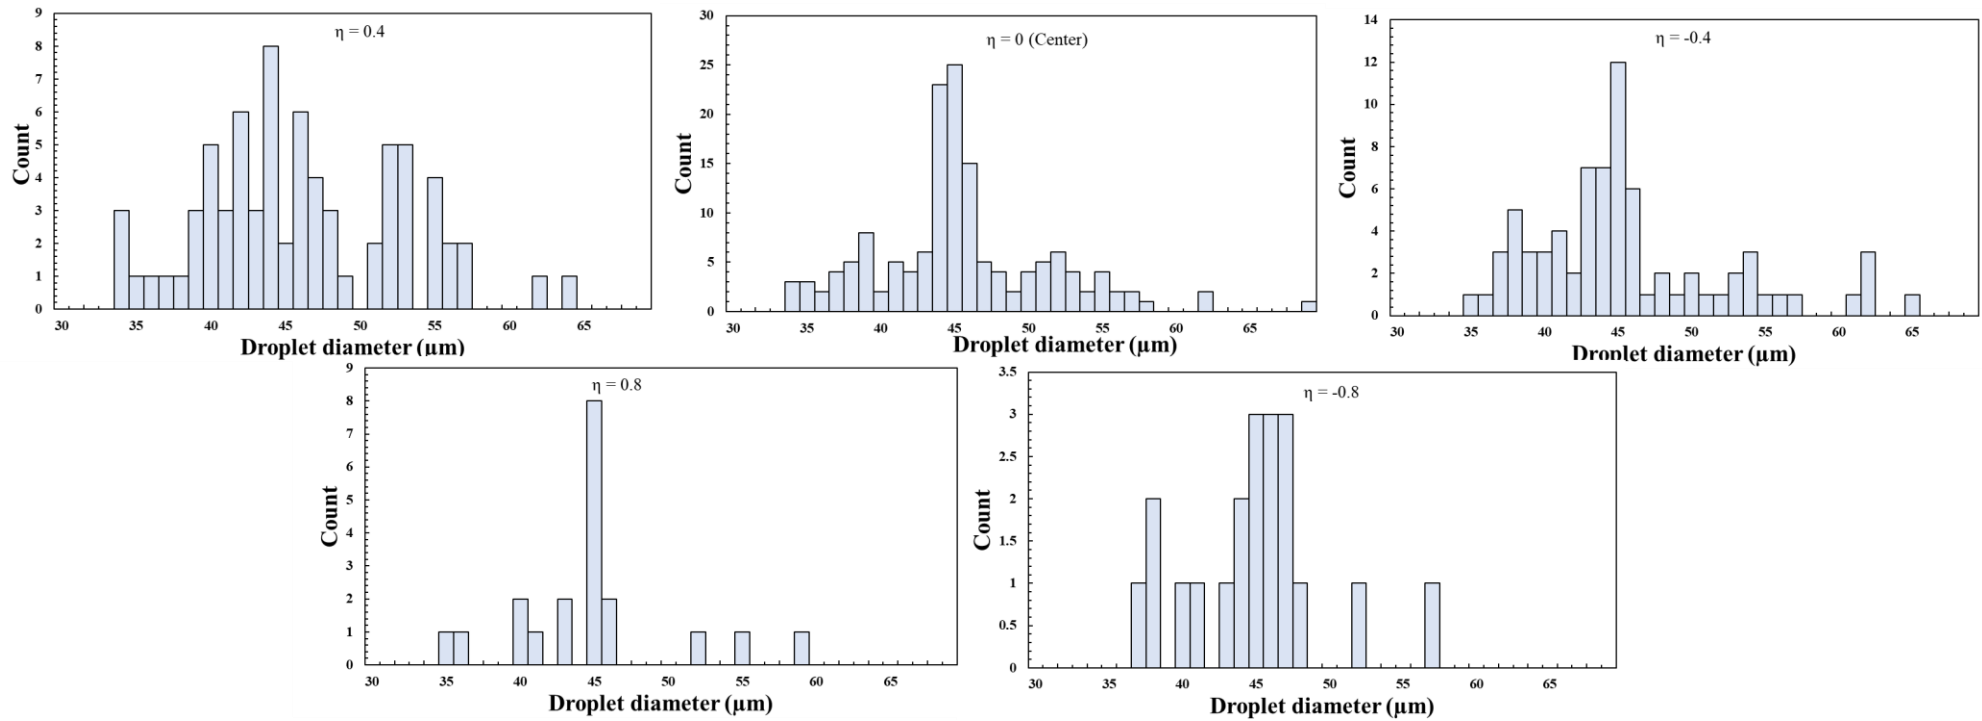 η = 0.4
9
8
7
6
5
4
3
2
1
0
Count
30 35 40 45 50 55 60 65
Droplet diameter (μm)
η = 0 (Center)
30
25
20
15
10
5
0
Count
30 35 40 45 50 55 60 65
Droplet diameter (μm)
η = -0.4
14
12
10
8
6
4
2
0
Count
30 35 40 45 50 55 60 65
Droplet diameter (μm)
η = 0.8
9
8
7
6
5
4
3
2
1
0
Count
30 35 40 45 50 55 60 65
Droplet diameter (μm)
η = -0.8
3.5
3
2.5
2
1.5
1
0.5
0
Count
30 35 40 45 50 55 60 65
Droplet diameter (μm)